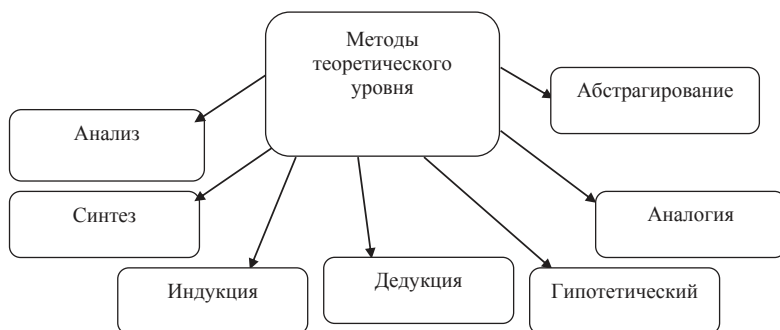 Методы
теоретического
уровня
Абстрагирование
Анализ
Синтез
Аналогия
Индукция
Дедукция
Гипотетический